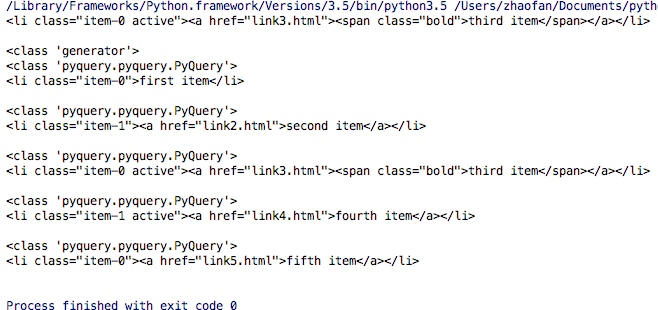 /Library/Frameworks/Python.framework/Versions/3.5/bin/python3.5 /Users/zhaofan/Documents/pyth
<li class="item-0 active"><a href="link3.html"><span class="bold">third item</span></a></li>
<class 'generator'>
<class 'pyquery.pyquery.PyQuery'>
<li class="item-0">first item</li>
<class 'pyquery.pyquery.PyQuery'>
<li class="item-1"><a href="link2.html">second item</a></li>
<class 'pyquery.pyquery.PyQuery'>
<li class="item-0 active"><a href="link3.html"><span class="bold">third item</span></a></li>
<class 'pyquery.pyquery.PyQuery'>
<li class="item-1 active"><a href="link4.html">fourth item</a></li>
<class 'pyquery.pyquery.PyQuery'>
<li class="item-0"><a href="link5.html">fifth item</a></li>
Process finished with exit code 0